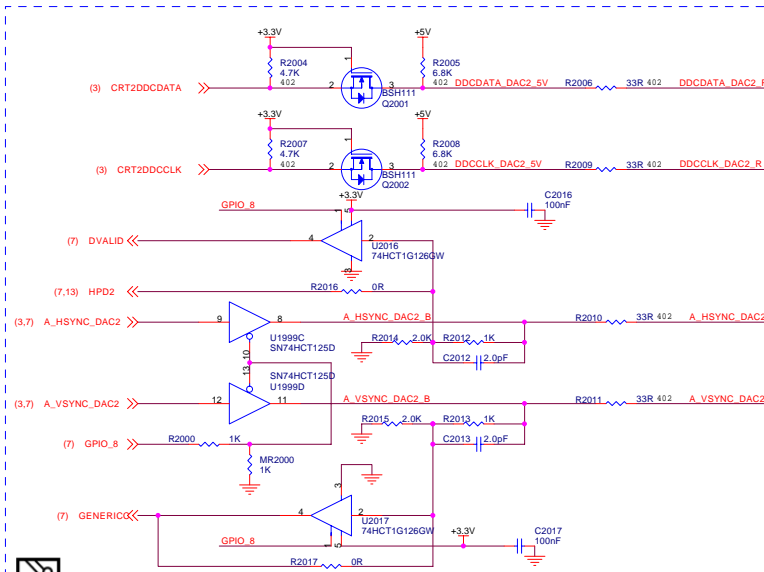 +3.3V +5V
R2004 R2005
4.7K 1 6.8K
(3) CRT2DDCDATA 402 2 3 402 DDCDATA_DAC2_5V R2006 33R 402 DDCDATA_DAC2_R
BSH111
Q2001
+3.3V +5V
R2007 1 R2008
4.7K 6.8K
(3) CRT2DDCCLK 402 2 3 402 DDCCLK_DAC2_5V R2009 33R 402 DDCCLK_DAC2_R
BSH111
Q2002
+3.3V
GPIO_8 1 5 C2016
100nF
(7) DVALID 4 2
U2016
74HCT1G126GW
3
(7,13) HPD2 R2016 0R
(3,7) A_HSYNC_DAC2 9 8 A_HSYNC_DAC2_B R2010 33R 402 A_HSYNC_DAC2
U1999C R2014 2.0K R2012 1K
SN74HCT125D
10 C2012 2.0pF
13 SN74HCT125D
U1999D
(3,7) A_VSYNC_DAC2 12 11 A_VSYNC_DAC2_B R2011 33R 402 A_VSYNC_DAC2
R2015 2.0K R2013 1K
(7) GPIO_8 R2000 1K C2013 2.0pF
MR2000
1K
3
(7) GENERICC 4 2
U2017
74HCT1G126GW
+3.3V C2017
100nF
GPIO_8 1 5
R2017 0R